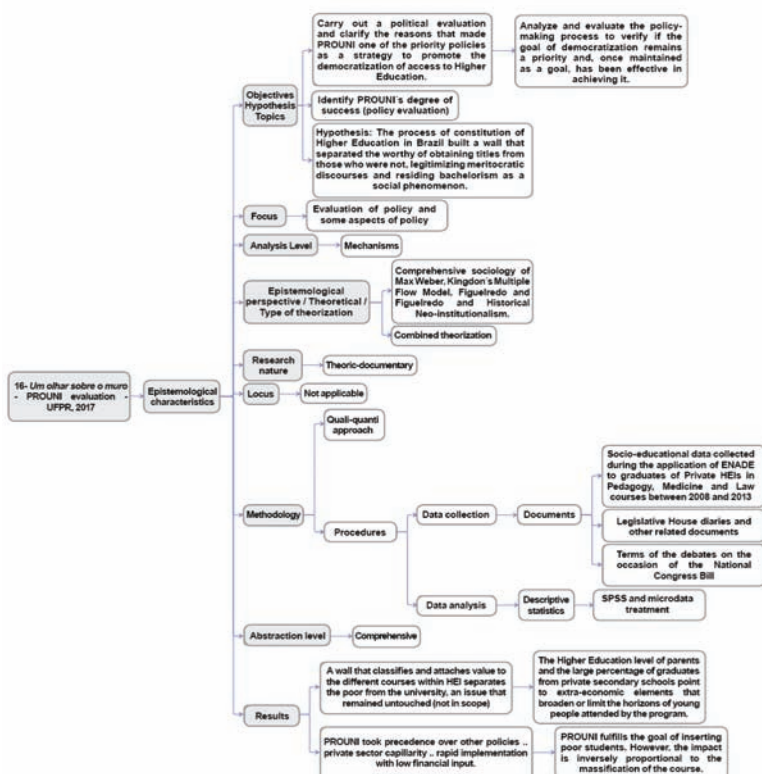 Carry out a political evaluation
and clarify the reasons that made
PROUNI one of the priority policies
as a strategy to promote the
democratization of access to Higher
Education.
Analyze and evaluate the policy-
making process to verify if the
goal of democratization remains
a priority and, once maintained
as a goal, has been effective in
achieving it.
Objectives
Hypothesis
Topics
Identify PROUNI´s degree of
success (policy evaluation)
Hypothesis: The process of constitution of
Higher Education in Brazil built a wall that
separated the worthy of obtaining titles from
those who were not, legitimizing meritocratic
discourses and residing bachelorism as a
social phenomenon.
Focus
Evaluation of policy and
some aspects of policy
Analysis Level
Mechanisms
Epistemological
perspective / Theoretical /
Type of theorization
Comprehensive sociology of
Max Weber, Kingdon´s Multiple
Flow Model, Figueiredo and
Figueiredo and Historical
Neo-institutionalism.
Combined theorization
Research
nature
Theoric-documentary
16- Um olhar sobre o muro
- PROUNI evaluation -
UFPR, 2017
Epistemological
characteristics
Locus
Not applicable
Methodology
Quali-quanti
approach
Procedures
Data collection
Documents
Socio-educational data collected
during the application of ENADE
to graduates of Private HEIs in
Pedagogy, Medicine and Law
courses between 2008 and 2013
Legislative House diaries and
other related documents
Terms of the debates on the
occasion of the National
Congress Bill
Data analysis
Descriptive
statistics
SPSS and microdata
treatment
Abstraction level
Comprehensive
Results
A wall that classifies and attaches value to
the different courses within HEI separates
the poor from the university, an issue that
remained untouched (not in scope)
The Higher Education level of parents
and the large percentage of graduates
from private secondary schools point
to extra-economic elements that
broaden or limit the horizons of young
people attended by the program.
PROUNI took precedence over other policies ..
private sector capillarity .. rapid implementation
with low financial input.
PROUNI fulfills the goal of inserting
poor students. However, the impact
is inversely proportional to the
massification of the course.